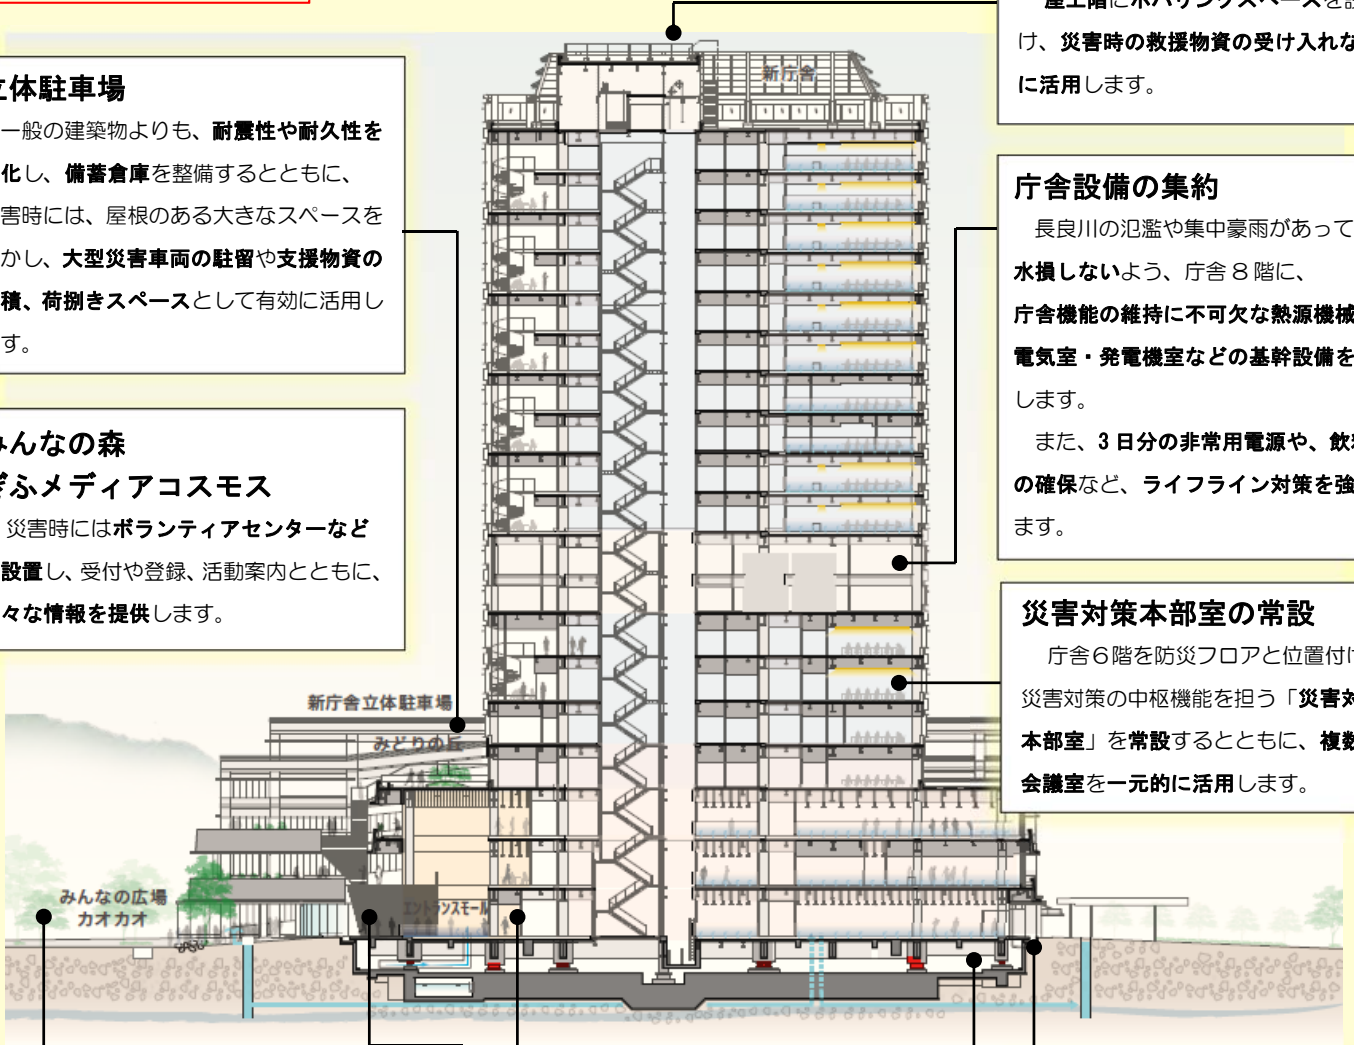 立体駐車場
一般の建築物よりも、耐震性や耐久性を
化し、備蓄倉庫を整備するとともに、
害時には、屋根のある大きなスペースを
かし、大型災害車両の駐留や支援物資の
積、荷捌きスペースとして有効に活用し
す。
みんなの森
ぎふメディアコスモス
災害時にはボランティアセンターなど
設置し、受付や登録、活動案内とともに、
々な情報を提供します。
屋上階にホバリングスペースを設
け、災害時の救援物資の受け入れな
に活用します。
庁舎設備の集約
長良川の氾濫や集中豪雨があって
水損しないよう、庁舎8階に、
庁舎機能の維持に不可欠な熱源機械
電気室・発電機室などの基幹設備を
します。
また、3日分の非常用電源や、飲料
の確保など、ライフライン対策を強
ます。
災害対策本部室の常設
庁舎6階を防災フロアと位置付け
災害対策の中枢機能を担う「災害対
本部室」を常設するとともに、複数
会議室を一元的に活用します。
新庁舎
新庁舎立体駐車場
みどりの丘
みんなの広場
カオカオ
エントランスモール